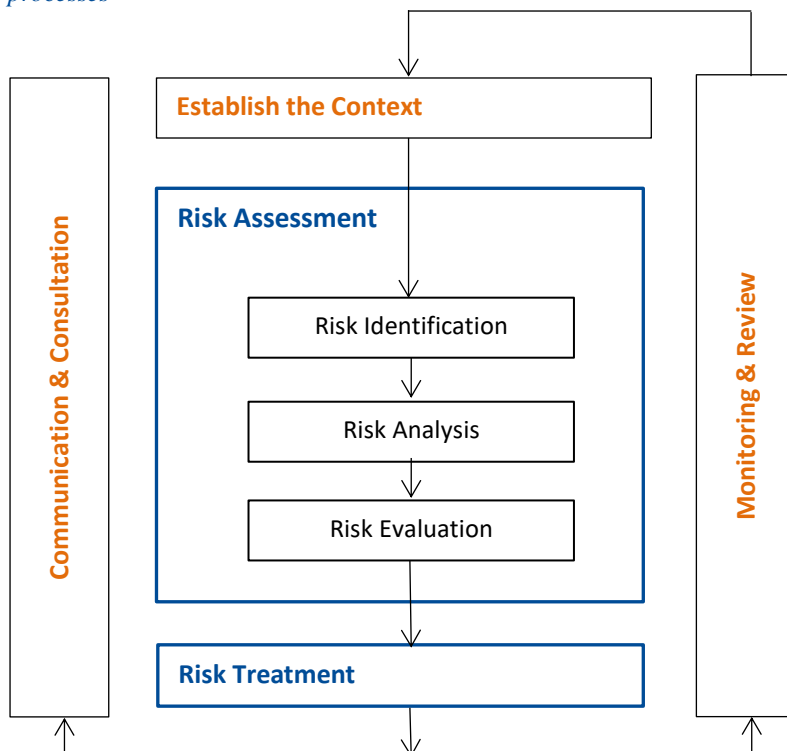 processes
Establish the Context
Communication & Consultation
Risk Assessment
Risk Identification
Risk Analysis
Risk Evaluation
Monitoring & Review
Risk Treatment